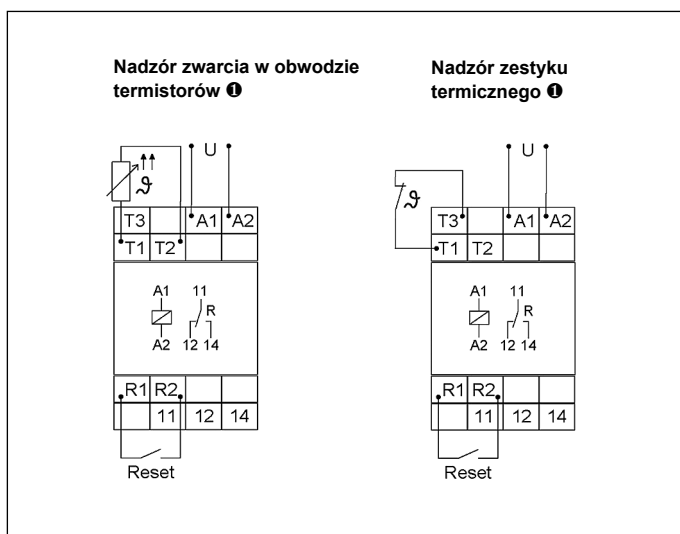 Nadzór zwarcia w obwodzie
termistorów ❶
U
ϑ
T3 A1 A2
T1 T2
A1 11
R
A2 12 14
R1 R2
11 12 14
Reset
Nadzór zestyku
termicznego ❶
U
ϑ
T3 A1 A2
T1 T2
A1 11
R
A2 12 14
R1 R2
11 12 14
Reset